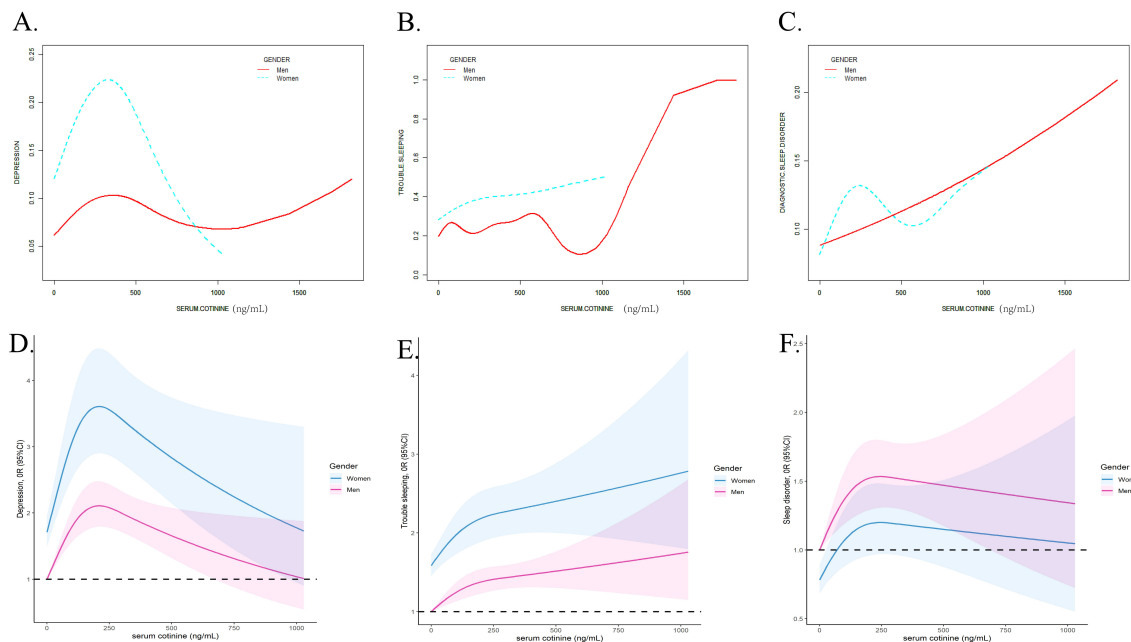 A.
GENDER
Men
Women
DEPRESSION
0.25
0.20
0.15
0.10
0.05
0
500
1000
1500
SERUM.COTININE (ng/mL)
B.
GENDER
Men
Women
TROUBLE.SLEEPING
1.0
0.8
0.6
0.4
0.2
0.0
0
500
1000
1500
SERUM.COTININE (ng/mL)
C.
GENDER
Men
Women
DIAGNOSTIC.SLEEP.DISORDER
0.20
0.15
0.10
0
500
1000
1500
SERUM.COTININE (ng/mL)
D.
Depression, 0R (95%CI)
4
3
2
1
0
250
500
750
1000
serum cotinine (ng/mL)
Gender
Women
Men
E.
Trouble sleeping, 0R (95%CI)
4
3
2
1
0
250
500
750
1000
serum cotinine (ng/mL)
Gender
Women
Men
F.
Sleep disorder, 0R (95%CI)
2.5
2.0
1.5
1.0
0.5
0
250
500
750
1000
serum cotinine (ng/mL)
Gender
Women
Men